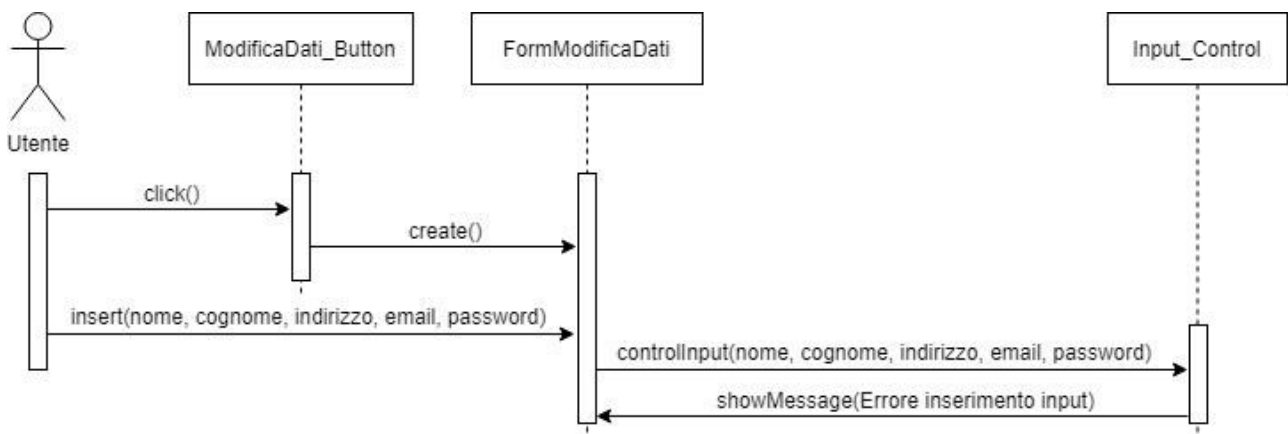 ModificaDati_Button
FormModificaDati
Input_Control
Utente
click()
create()
insert(nome, cognome, indirizzo, email, password)
controlInput(nome, cognome, indirizzo, email, password)
showMessage(Errore inserimento input)